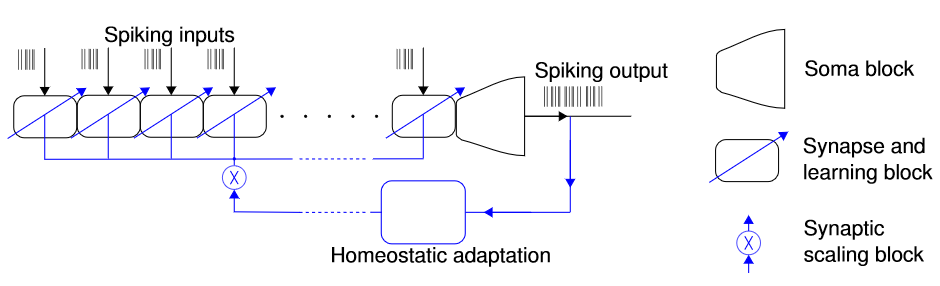 Spiking inputs
Spiking output
X
Homeostatic adaptation
Soma block
Synapse and
learning block
X
Synaptic
scaling block